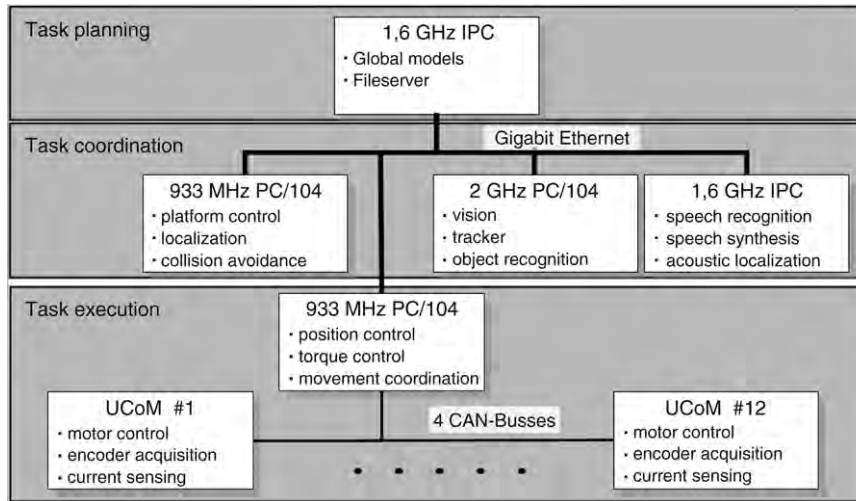 Task planning
1,6 GHz IPC
· Global models
· Fileserver
Task coordination
Gigabit Ethernet
933 MHz PC/104
· platform control
· localization
· collision avoidance
2 GHz PC/104
· vision
· tracker
· object recognition
1,6 GHz IPC
· speech recognition
· speech synthesis
· acoustic localization
Task execution
933 MHz PC/104
· position control
· torque control
· movement coordination
UCoM #1
· motor control
· encoder acquisition
· current sensing
4 CAN-Busses
UCoM #12
· motor control
· encoder acquisition
· current sensing